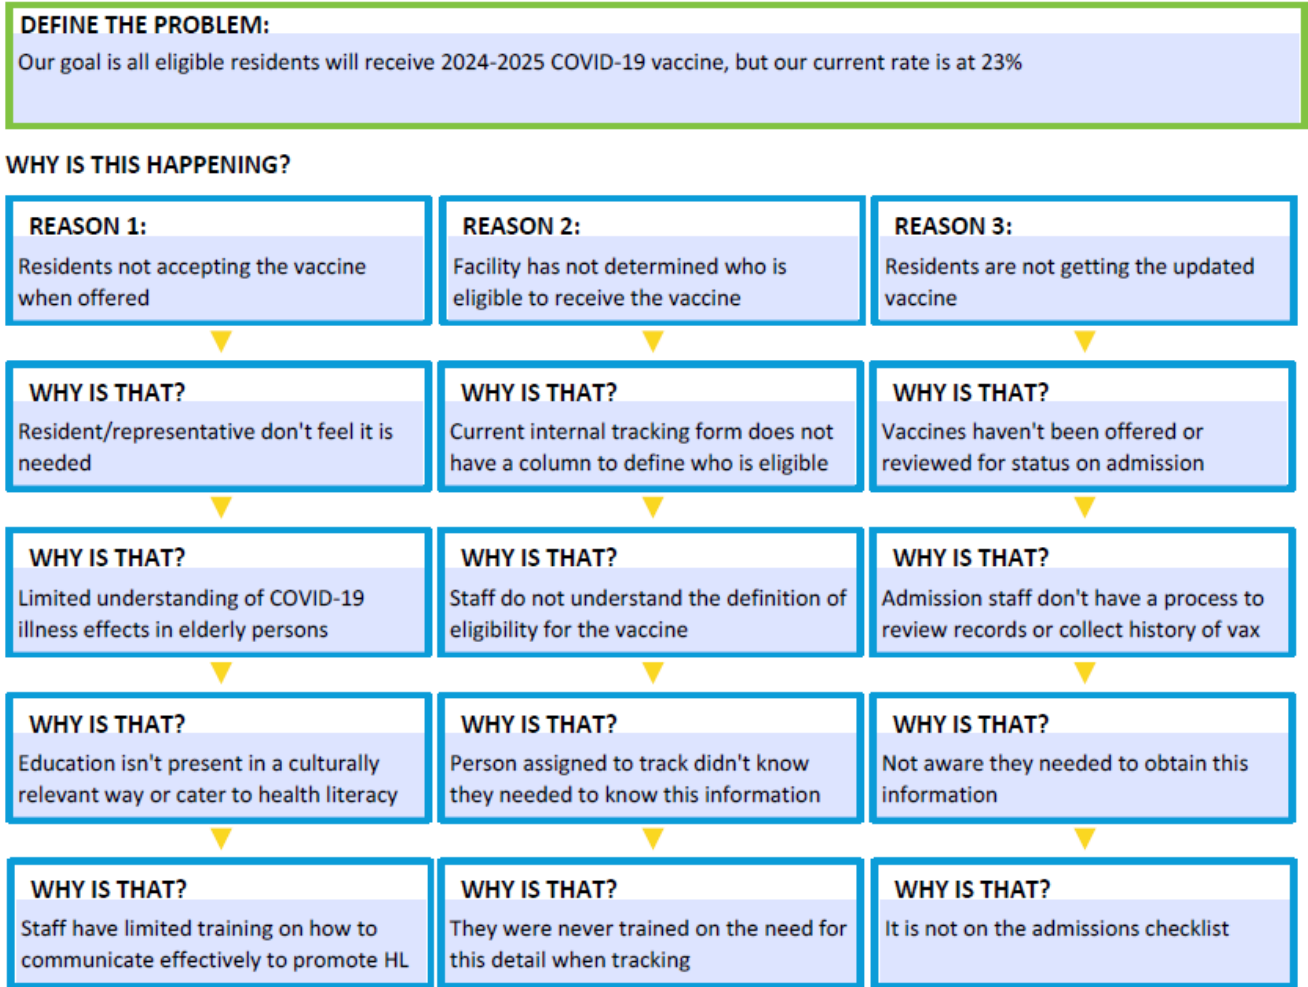 DEFINE THE PROBLEM:
Our goal is all eligible residents will receive 2024-2025 COVID-19 vaccine, but our current rate is at 23%
WHY IS THIS HAPPENING?
REASON 1:
Residents not accepting the vaccine
when offered
WHY IS THAT?
Resident/representative don't feel it is
needed
WHY IS THAT?
Limited understanding of COVID-19
illness effects in elderly persons
WHY IS THAT?
Education isn't present in a culturally
relevant way or cater to health literacy
WHY IS THAT?
Staff have limited training on how to
communicate effectively to promote HL
REASON 2:
Facility has not determined who is
eligible to receive the vaccine
WHY IS THAT?
Current internal tracking form does not
have a column to define who is eligible
WHY IS THAT?
Staff do not understand the definition of
eligibility for the vaccine
WHY IS THAT?
Person assigned to track didn't know
they needed to know this information
WHY IS THAT?
They were never trained on the need for
this detail when tracking
REASON 3:
Residents are not getting the updated
vaccine
WHY IS THAT?
Vaccines haven't been offered or
reviewed for status on admission
WHY IS THAT?
Admission staff don't have a process to
review records or collect history of vax
WHY IS THAT?
Not aware they needed to obtain this
information
WHY IS THAT?
It is not on the admissions checklist